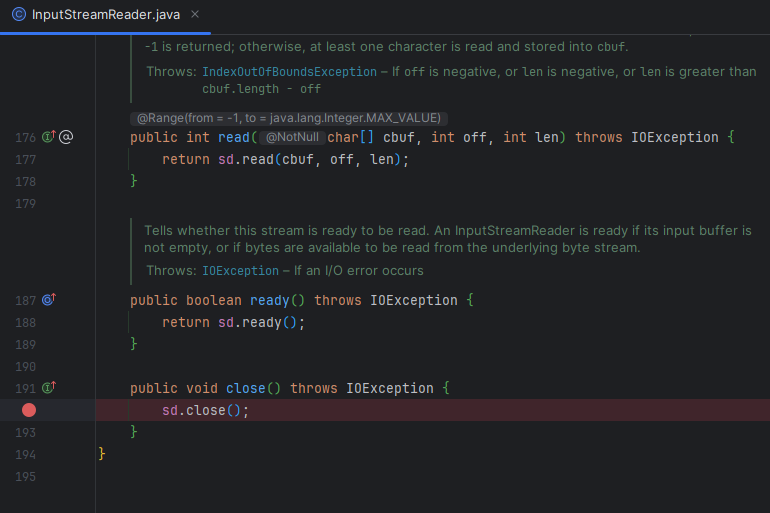 InputStreamReader.java
-1 is returned; otherwise, at least one character is read and stored into cbuf.
Throws: IndexOutOfBoundsException – If off is negative, or len is negative, or len is greater than
cbuf.length - off
@Range(from = -1, to = java.lang.Integer.MAX_VALUE)
176 public int read( @NotNull char[] cbuf, int off, int len) throws IOException {
177 return sd.read(cbuf, off, len);
178 }
179
Tells whether this stream is ready to be read. An InputStreamReader is ready if its input buffer is
not empty, or if bytes are available to be read from the underlying byte stream.
Throws: IOException – If an I/O error occurs
187 public boolean ready() throws IOException {
188 return sd.ready();
189 }
190
191 public void close() throws IOException {
sd.close();
193 }
194 }
195